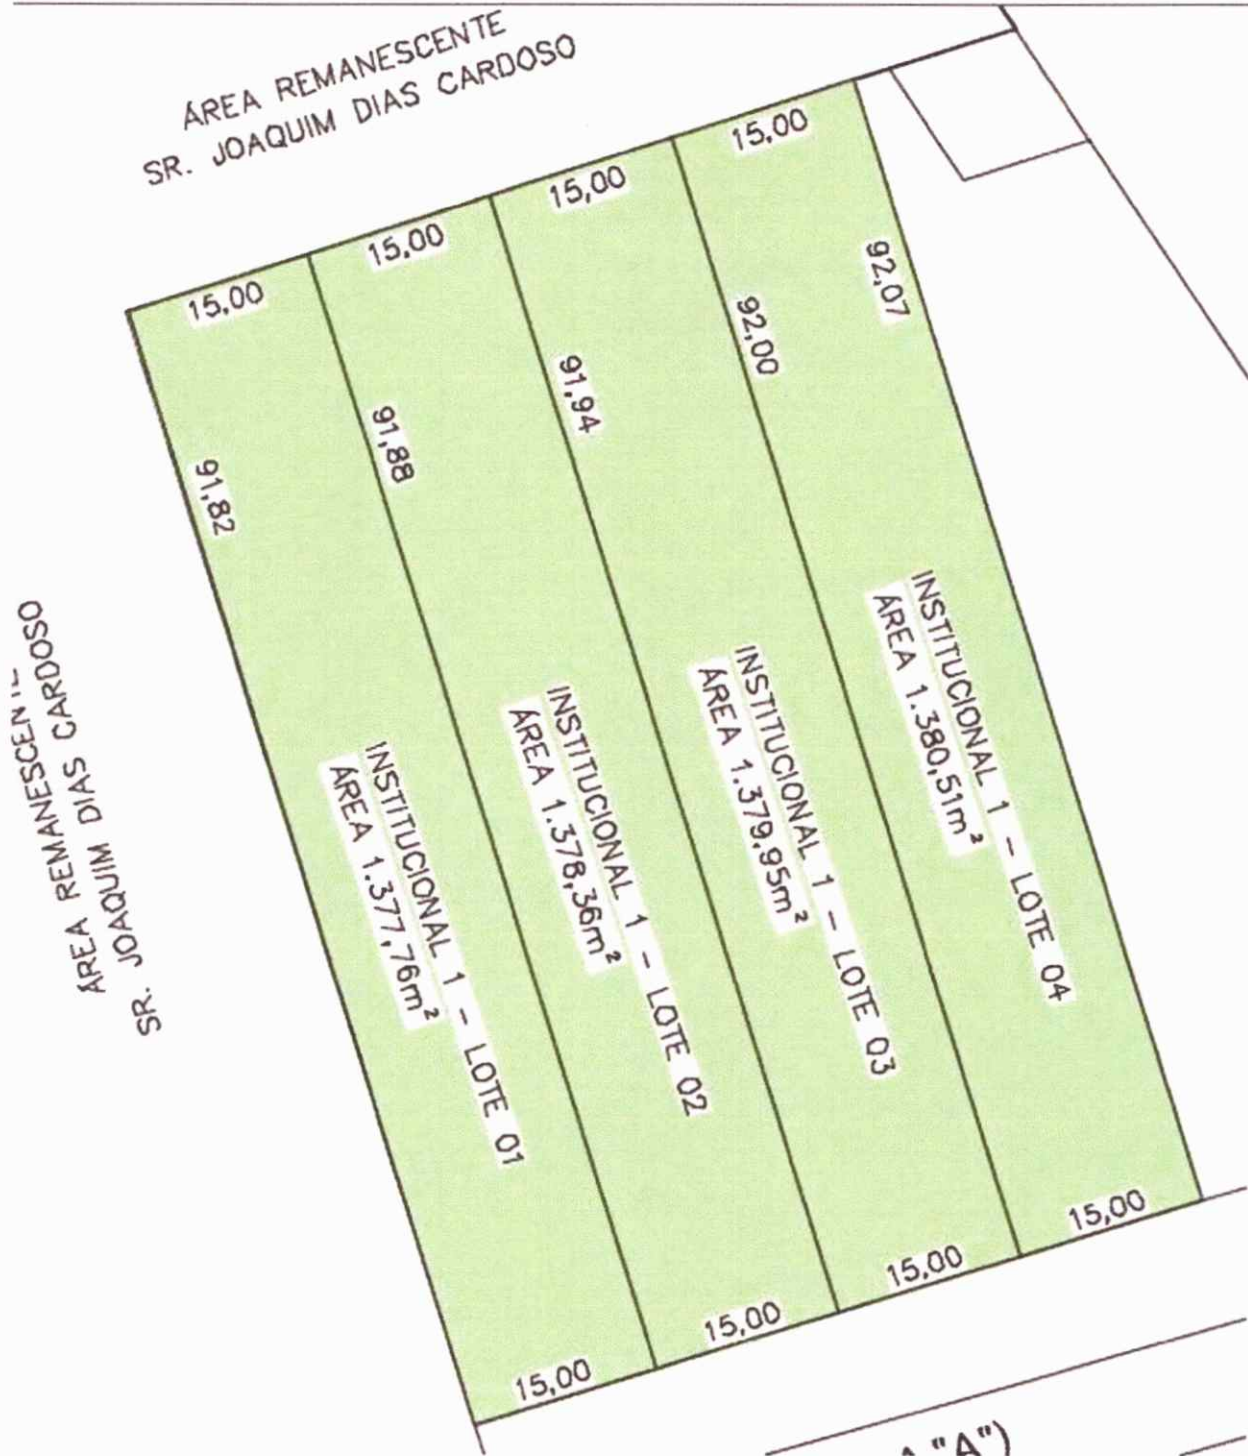 ÁREA REMANESCENTE
SR. JOAQUIM DIAS CARDOSO
15,00
15,00
15,00
15,00
91,82
91,88
91,94
92,00
92,07
ÁREA REMANESCENTE
SR. JOAQUIM DIAS CARDOSO
INSTITUCIONAL 1 - LOTE 01
ÁREA 1.377,76m²
INSTITUCIONAL 1 - LOTE 02
ÁREA 1.378,36m²
INSTITUCIONAL 1 - LOTE 03
ÁREA 1.379,95m²
INSTITUCIONAL 1 - LOTE 04
ÁREA 1.380,51m²
15,00
15,00
15,00
15,00
"A")